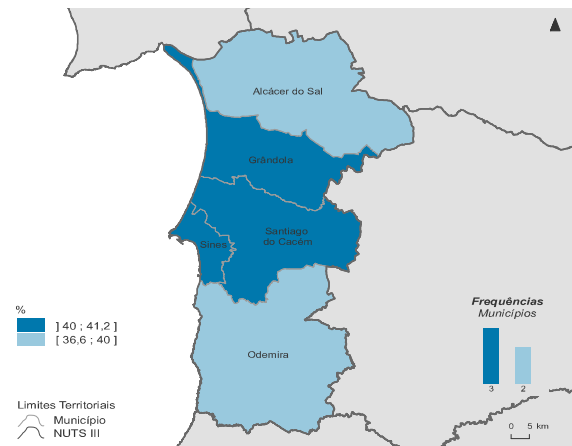 Alcácer do Sal
Grândola
Santiago
do Cacém
Sines
Odemira
%
] 40 ; 41,2 ]
[ 36,6 ; 40 ]
Limites Territoriais
Município
NUTS III
Frequências
Municípios
3 2
0 5 km